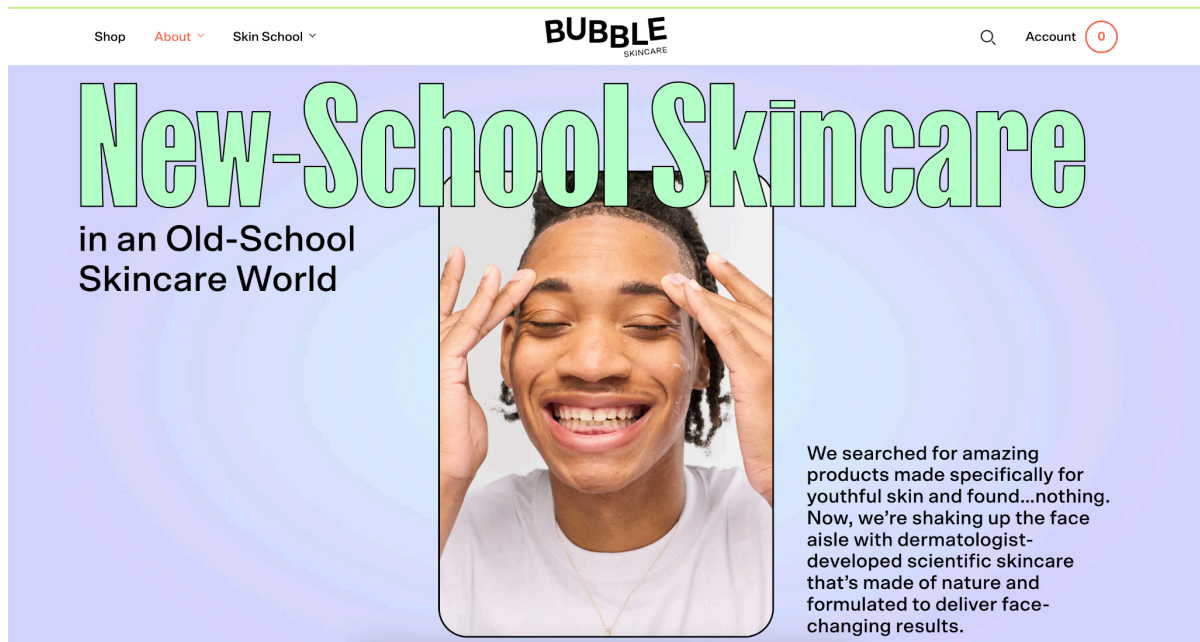 Shop
About
Skin School
BUBBLE
SKINCARE
Account
0
New-School Skincare
in an Old-School
Skincare World
We searched for amazing
products made specifically for
youthful skin and found...nothing.
Now, we're shaking up the face
aisle with dermatologist-
developed scientific skincare
that's made of nature and
formulated to deliver face-
changing results.